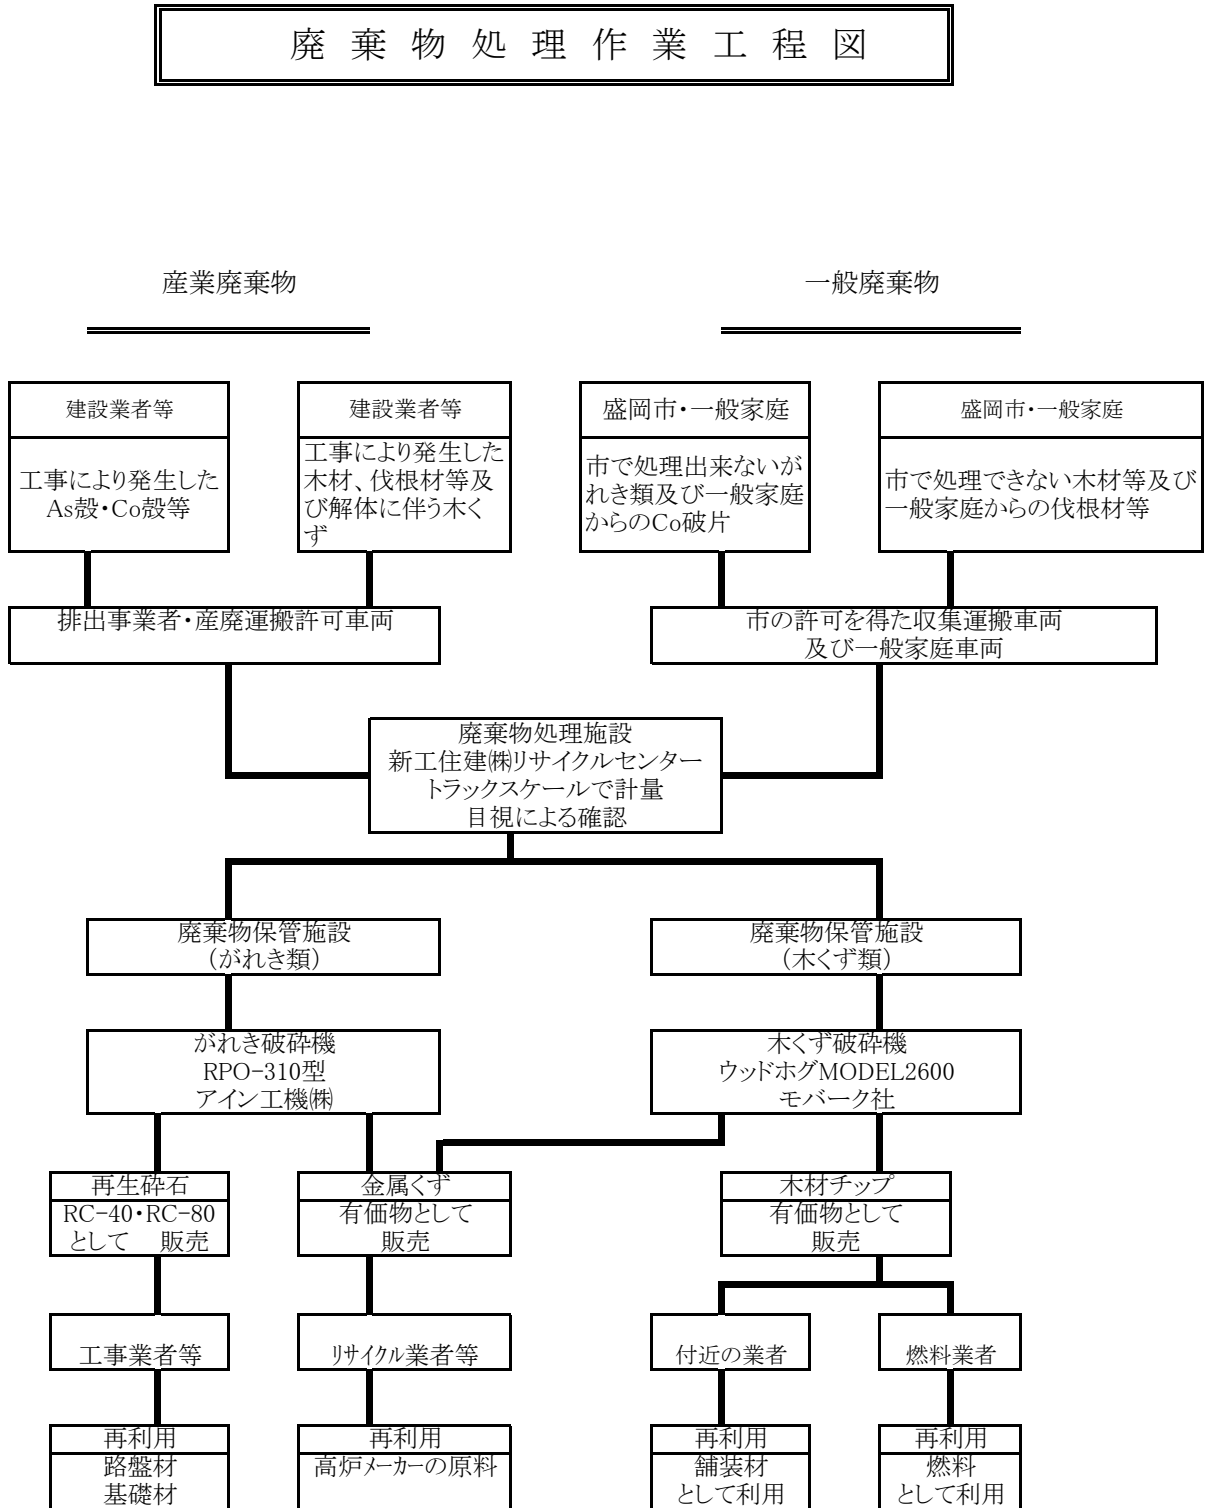 廃棄物処理作業工程図
産業廃棄物
一般廃棄物
建設業者等
工事により発生した
As殻・Co殻等
建設業者等
工事により発生した
木材、伐根材等及
び解体に伴う木く
ず
盛岡市・一般家庭
市で処理出来ないが
れき類及び一般家庭
からのCo破片
盛岡市・一般家庭
市で処理できない木材等及び
一般家庭からの伐根材等
排出事業者・産廃運搬許可車両
市の許可を得た収集運搬車両
及び一般家庭車両
廃棄物処理施設
新工住建㈱リサイクルセンター
トラックスケールで計量
目視による確認
廃棄物保管施設
（がれき類）
廃棄物保管施設
（木くず類）
がれき破砕機
RPO-310型
アイン工機㈱
木くず破砕機
ウッドホグMODEL2600
モバーク社
再生砕石
RC-40・RC-80
として　販売
金属くず
有価物として
販売
木材チップ
有価物として
販売
工事業者等
ﾘｻｲｸﾙ業者等
付近の業者
燃料業者
再利用
路盤材
基礎材
再利用
高炉ﾒｰｶｰの原料
再利用
舗装材
として利用
再利用
燃料
として利用